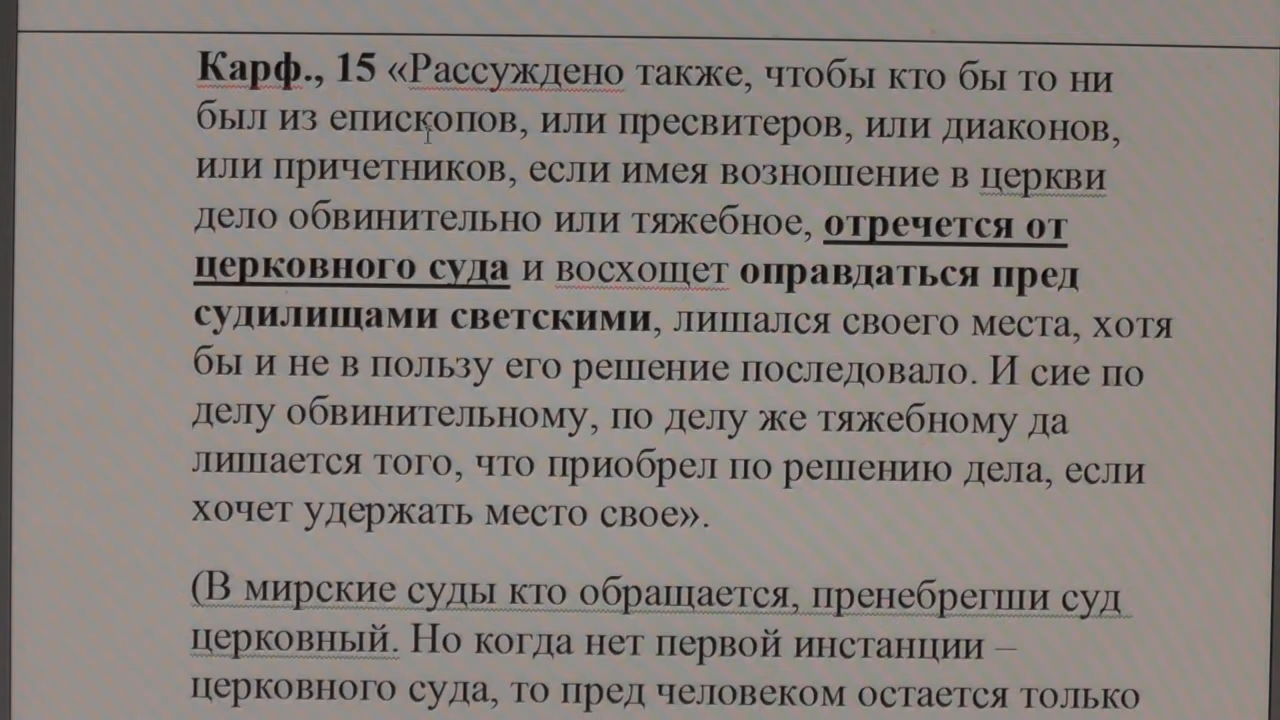 Карф., 15 «Рассуждено также, чтобы кто бы то ни
был из епископов, или пресвитеров, или диаконов,
или причетников, если имея возношение в церкви
дело обвинительно или тяжебное, отречется от
церковного суда и восхощет оправдаться пред
судилищами светскими, лишался своего места, хотя
бы и не в пользу его решение последовало. И сие по
делу обвинительному, по делу же тяжебному да
лишается того, что приобрел по решению дела, если
хочет удержать место свое».
(В мирские суды кто обращается, пренебрегши суд
церковный. Но когда нет первой инстанции –
церковного суда, то пред человеком остается только